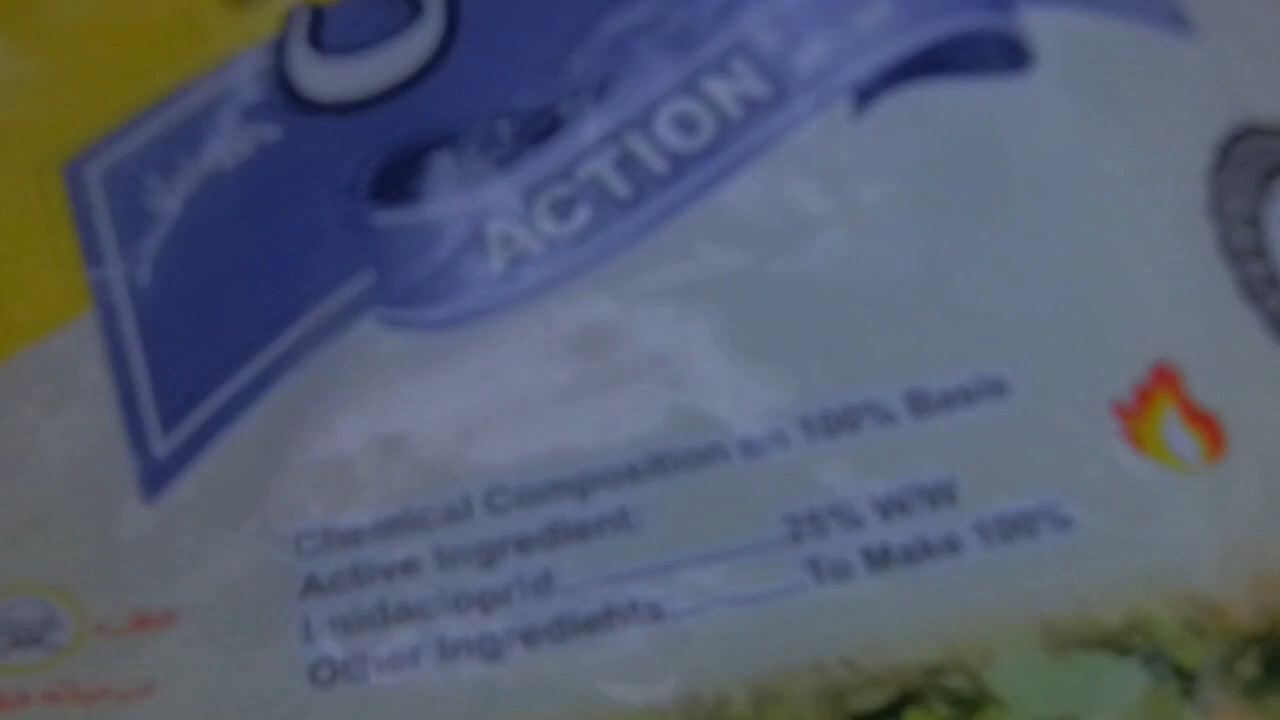 ACTION
Chemical Composition on 100% Basis
Active Ingredient:
Imidacloprid 25% W/W
Other Ingredients To Make 100%